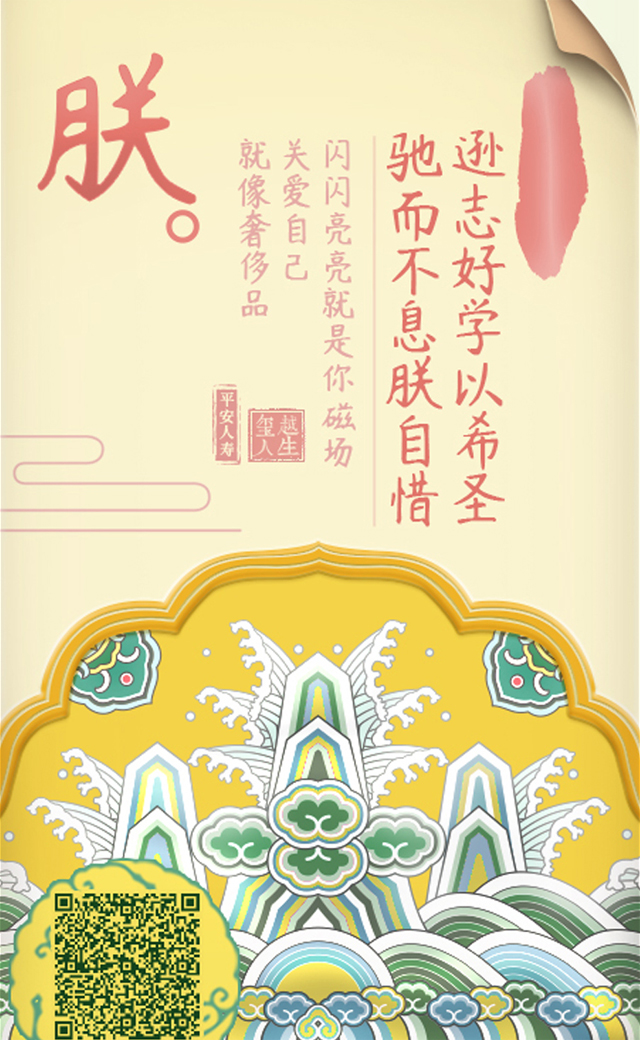 逊志好学以希圣
驰而不息朕自惜
闪闪亮亮就是你磁场
关爱自己
就像奢侈品
越生
玺人
平安人寿
朕。